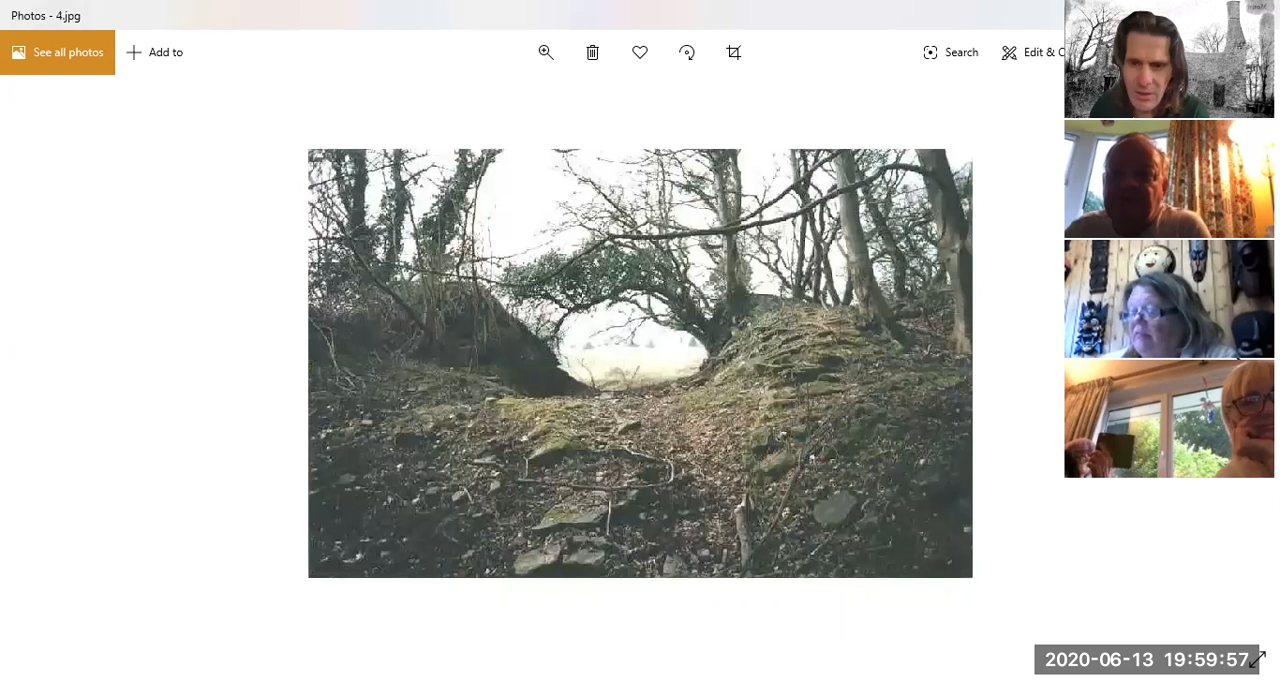 Photos - 4.jpg
See all photos
Add to
Search
Edit &
2020-06-13 19:59:57